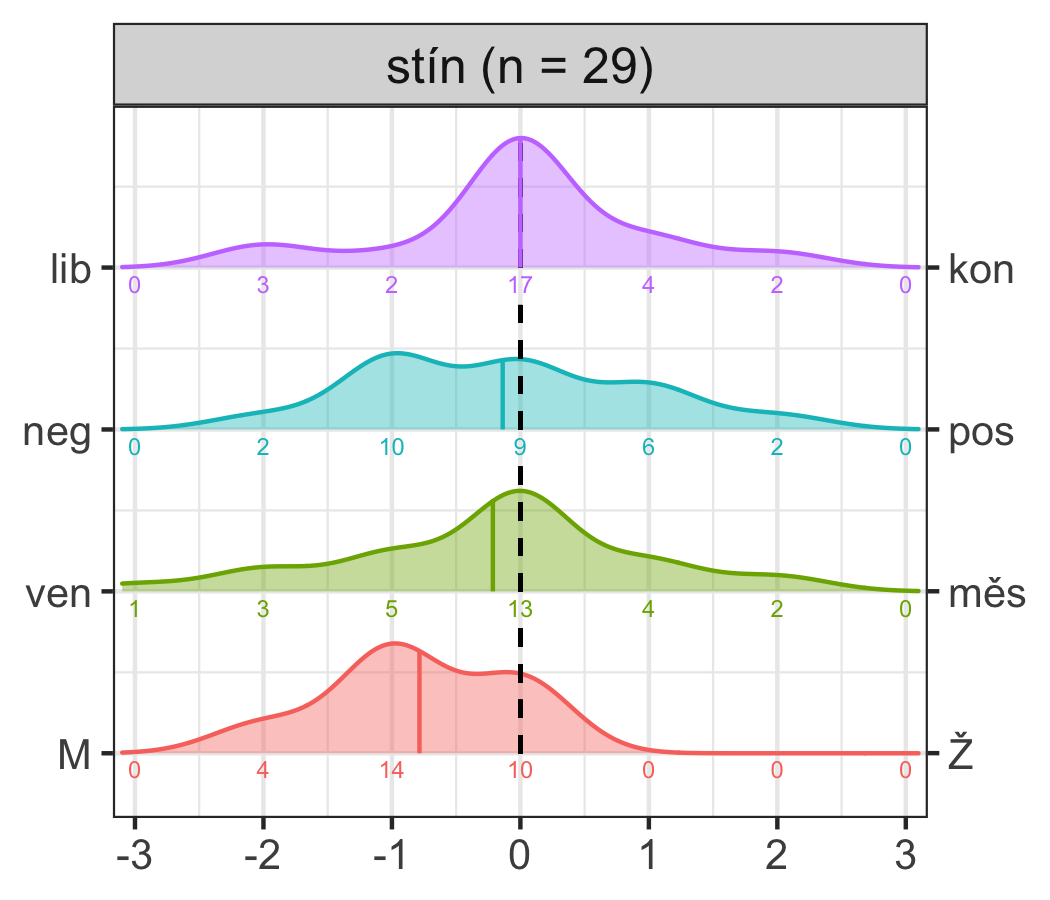 stín (n = 29)
lib kon
0 3 2 17 4 2 0
neg pos
0 2 10 9 6 2 0
ven měs
1 3 5 13 4 2 0
M Ž
0 4 14 10 0 0 0
-3 -2 -1 0 1 2 3